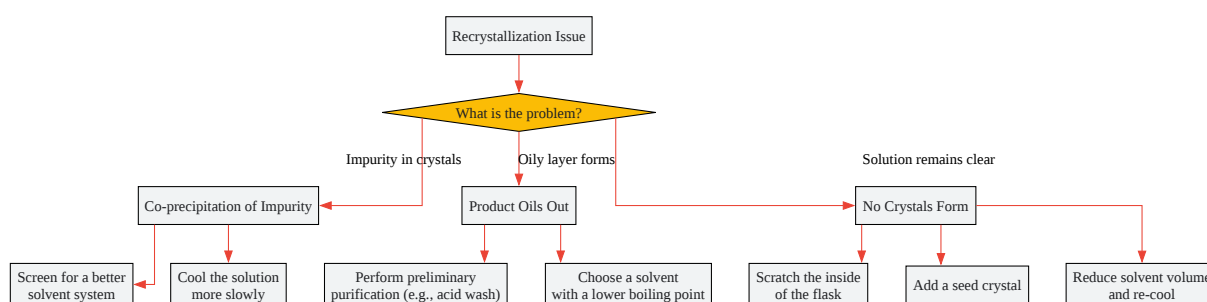 Recrystallization Issue
What is the problem?
Impurity in crystals
Oily layer forms
Solution remains clear
Co-precipitation of Impurity
Product Oils Out
No Crystals Form
Screen for a better
solvent system
Cool the solution
more slowly
Perform preliminary
purification (e.g., acid wash)
Choose a solvent
with a lower boiling point
Scratch the inside
of the flask
Add a seed crystal
Reduce solvent volume
and re-cool